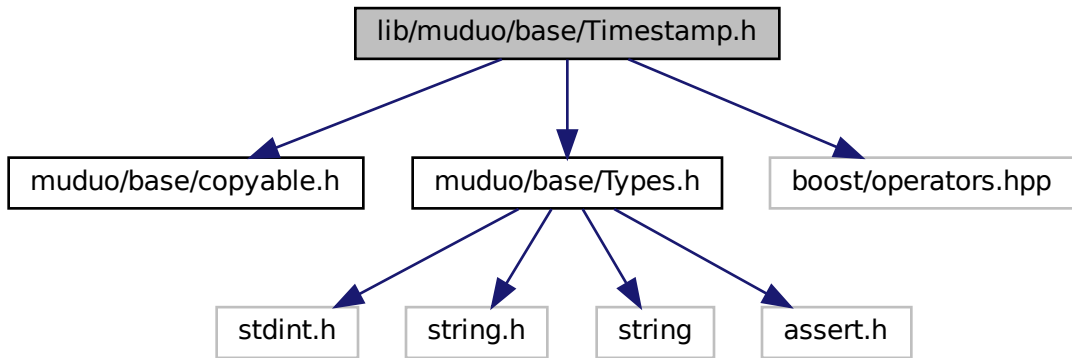 lib/muduo/base/Timestamp.h
muduo/base/copyable.h
muduo/base/Types.h
boost/operators.hpp
stdint.h
string.h
string
assert.h